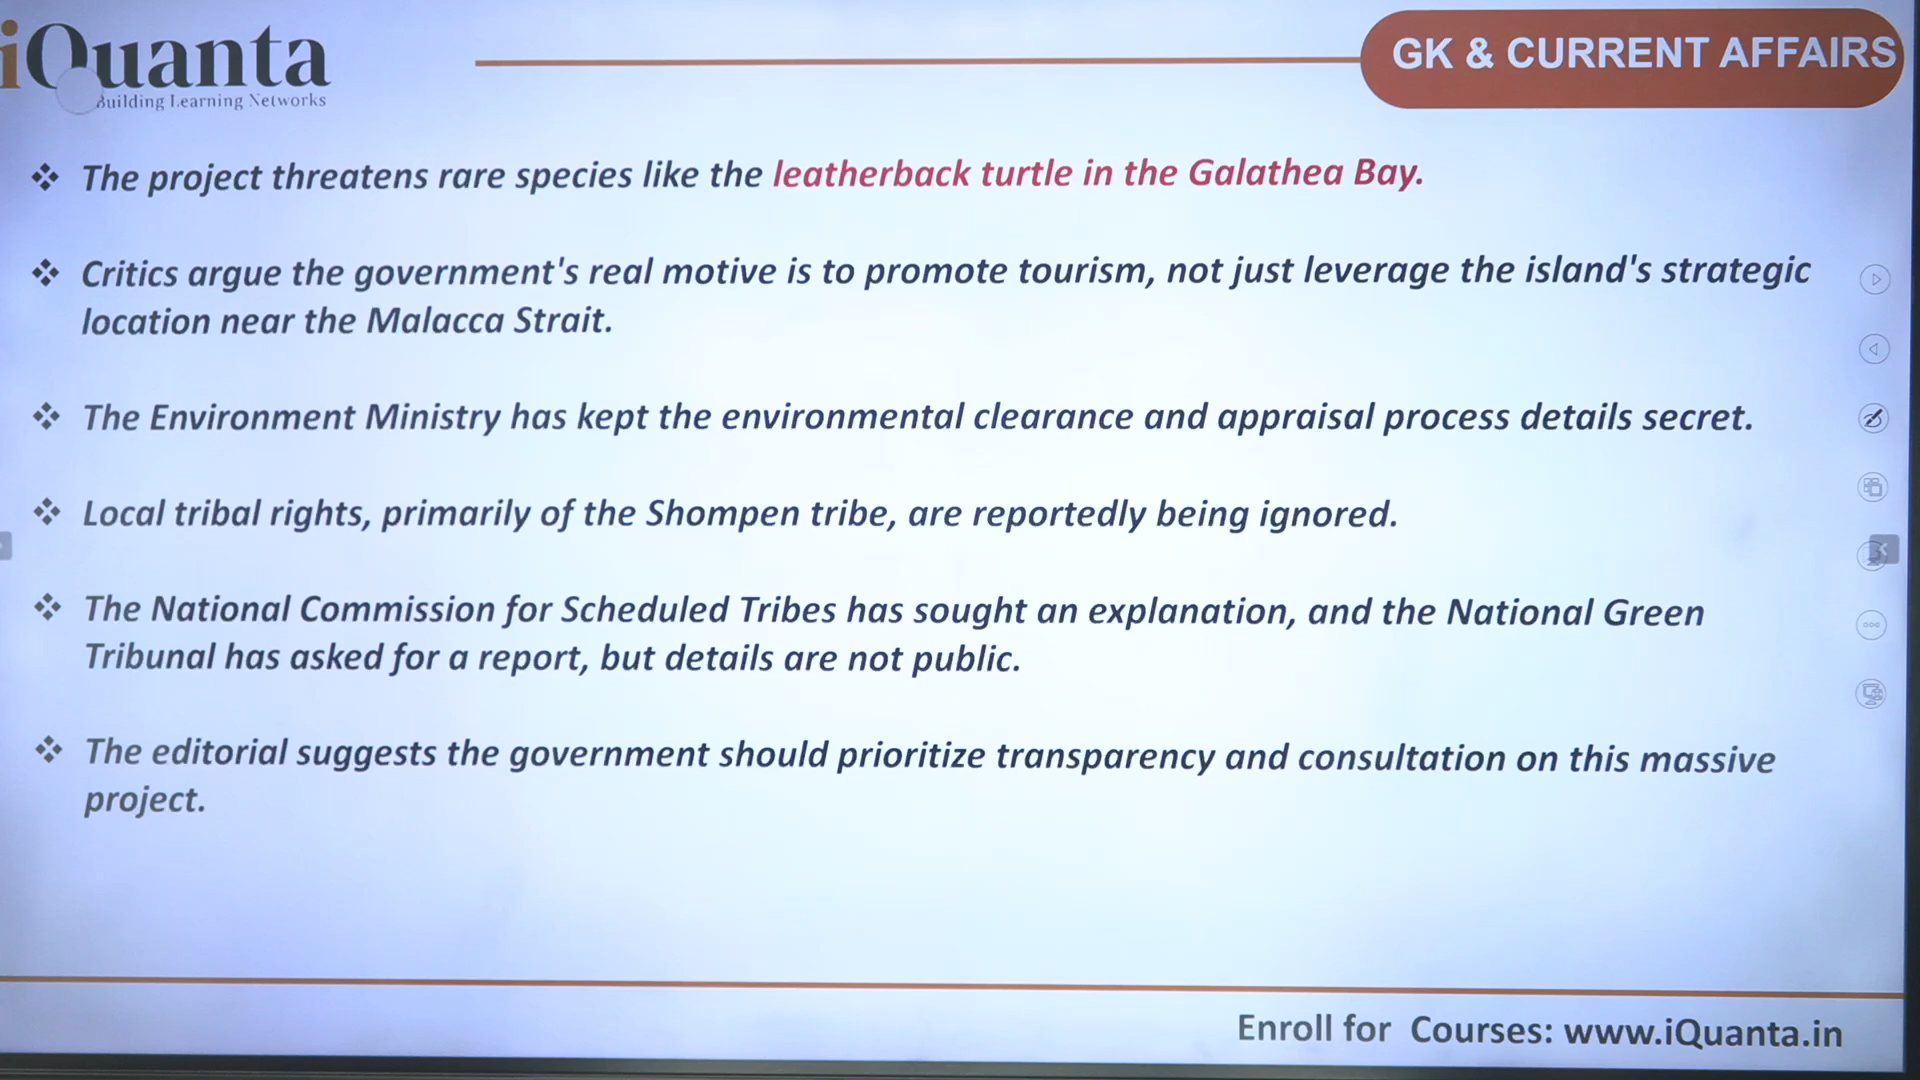 iQuanta
GK & CURRENT AFFAIRS
Building Learning Networks
The project threatens rare species like the leatherback turtle in the Galathea Bay.
Critics argue the government's real motive is to promote tourism, not just leverage the island's strategic
location near the Malacca Strait.
The Environment Ministry has kept the environmental clearance and appraisal process details secret.
Local tribal rights, primarily of the Shompen tribe, are reportedly being ignored.
The National Commission for Scheduled Tribes has sought an explanation, and the National Green
Tribunal has asked for a report, but details are not public.
The editorial suggests the government should prioritize transparency and consultation on this massive
project.
Enroll for Courses: www.iQuanta.in